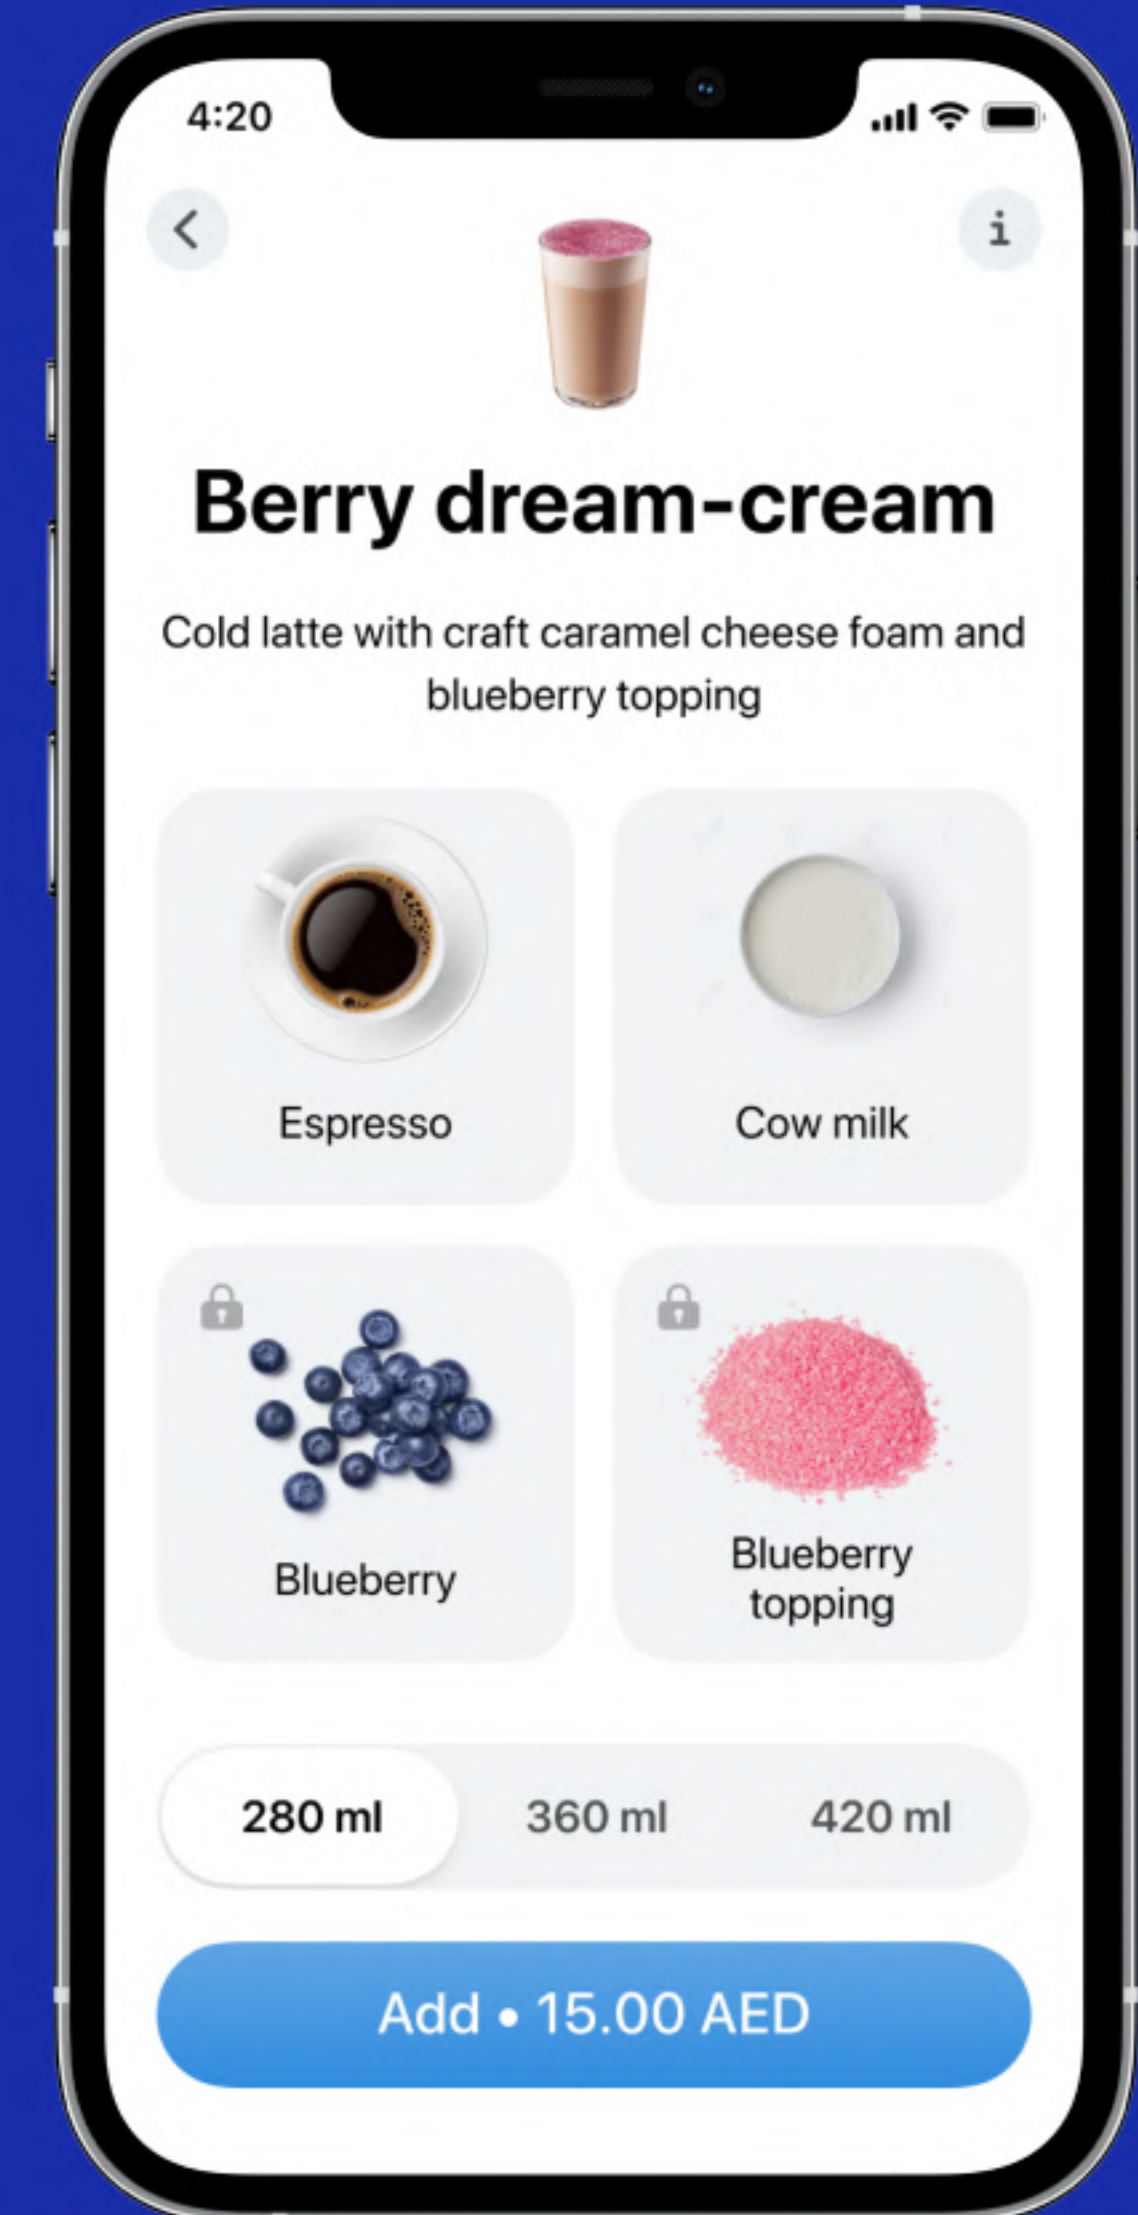 4:20
i
Berry dream-cream
Cold latte with craft caramel cheese foam and
blueberry topping
Espresso
Cow milk
Blueberry
Blueberry
topping
280 ml
360 ml
420 ml
Add • 15.00 AED